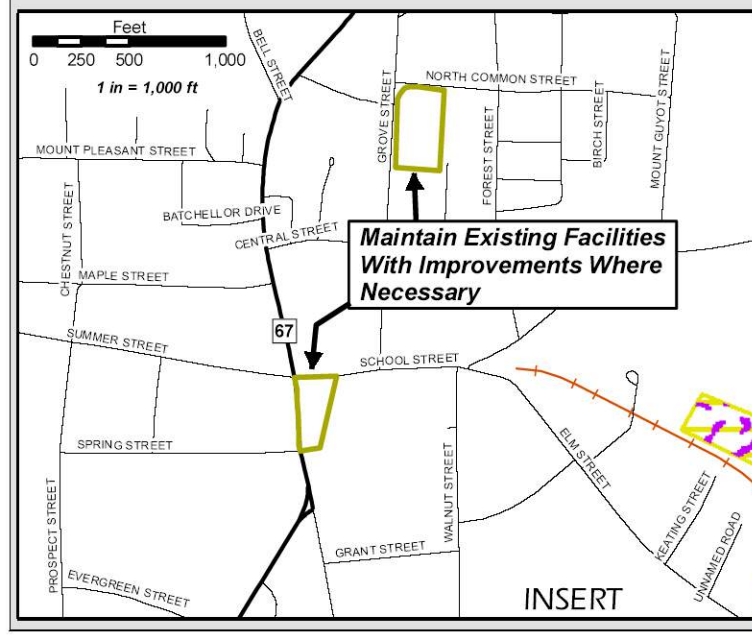 Feet
0 250 500 1,000
1 in = 1,000 ft
BELL STREET
NORTH COMMON STREET
GROVE STREET
FOREST STREET
BIRCH STREET
MOUNT GUYOT STREET
MOUNT PLEASANT STREET
CHESTNUT STREET
BATCHELLOR DRIVE
CENTRAL STREET
Maintain Existing Facilities
With Improvements Where
Necessary
MAPLE STREET
67
SUMMER STREET
SCHOOL STREET
SPRING STREET
ELM STREET
WALNUT STREET
PROSPECT STREET
KEATING STREET
UNNAMED ROAD
GRANT STREET
EVERGREEN STREET
INSERT